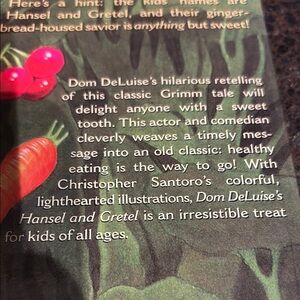 Here's a hint: the kids' names are
Hansel and Gretel, and their ginger-
bread-housed savior is anything but sweet!
Dom DeLuise's hilarious retelling
of this classic Grimm tale will
delight anyone with a sweet
tooth. This actor and comedian
cleverly weaves a timely mes-
sage into an old classic: healthy
eating is the way to go! With
Christopher Santoro's colorful,
lighthearted illustrations, Dom DeLuise's
Hansel and Gretel is an irresistible treat
for kids of all ages.